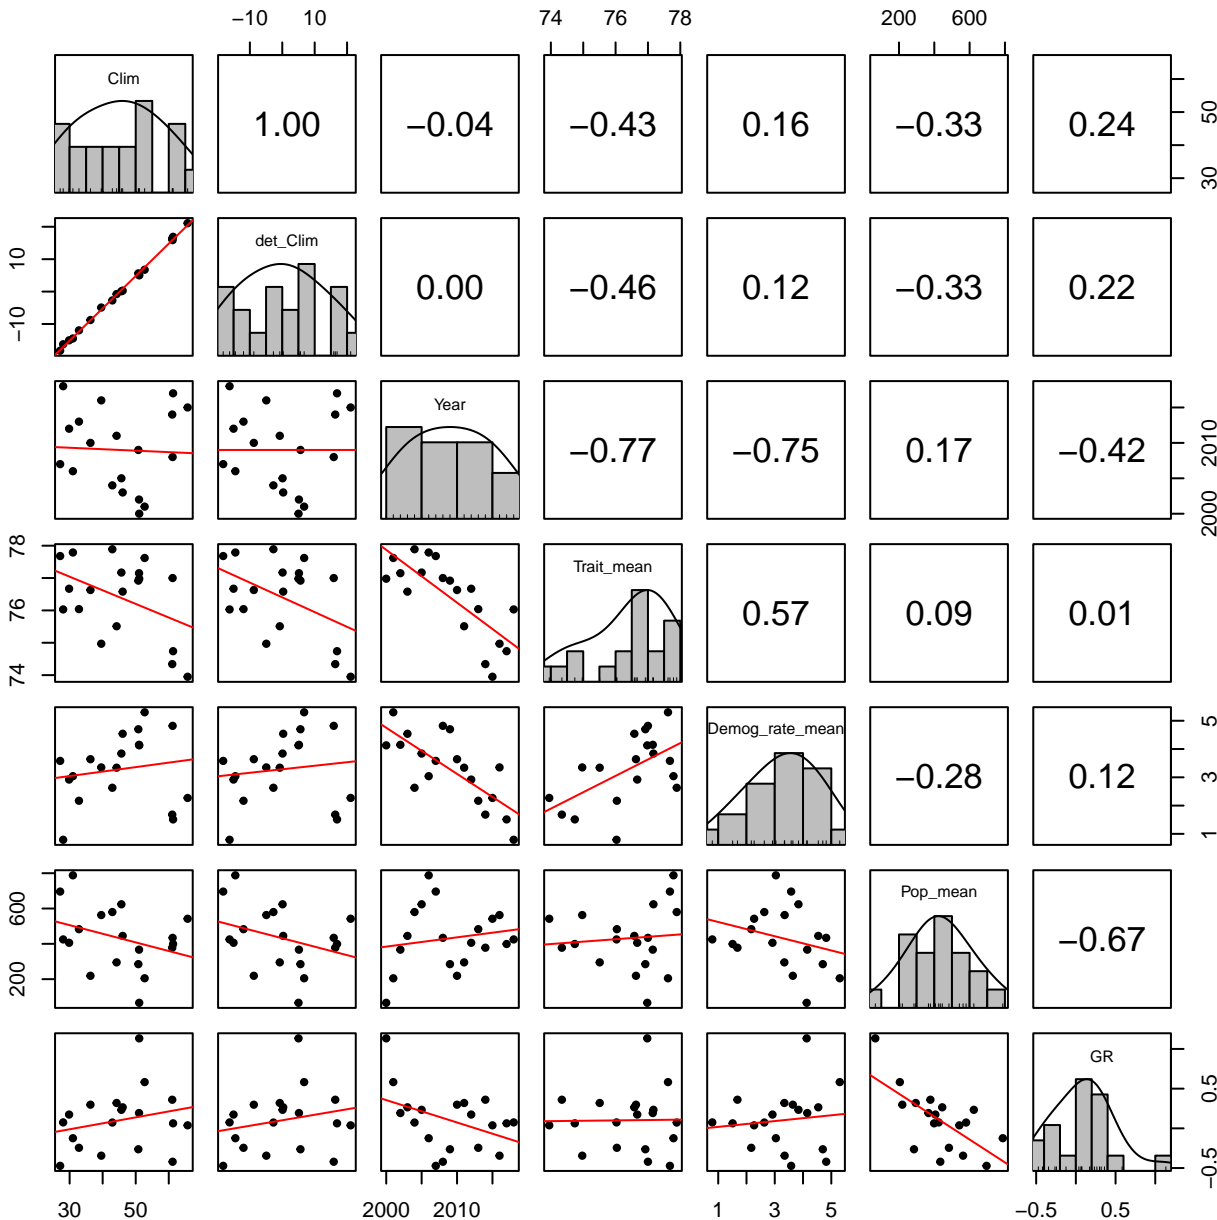 −10 10 74 76 78 200 600
Clim 1.00 −0.04 −0.43 0.16 −0.33 0.24 30 50
−10 10 det_Clim 0.00 −0.46 0.12 −0.33 0.22
Year −0.77 −0.75 0.17 −0.42 2000 2010
74 76 78 Trait_mean 0.57 0.09 0.01
Demog_rate_mean −0.28 0.12 1 3 5
200 600 Pop_mean −0.67
GR −0.5 0.5
30 50 2000 2010 1 3 5 −0.5 0.5